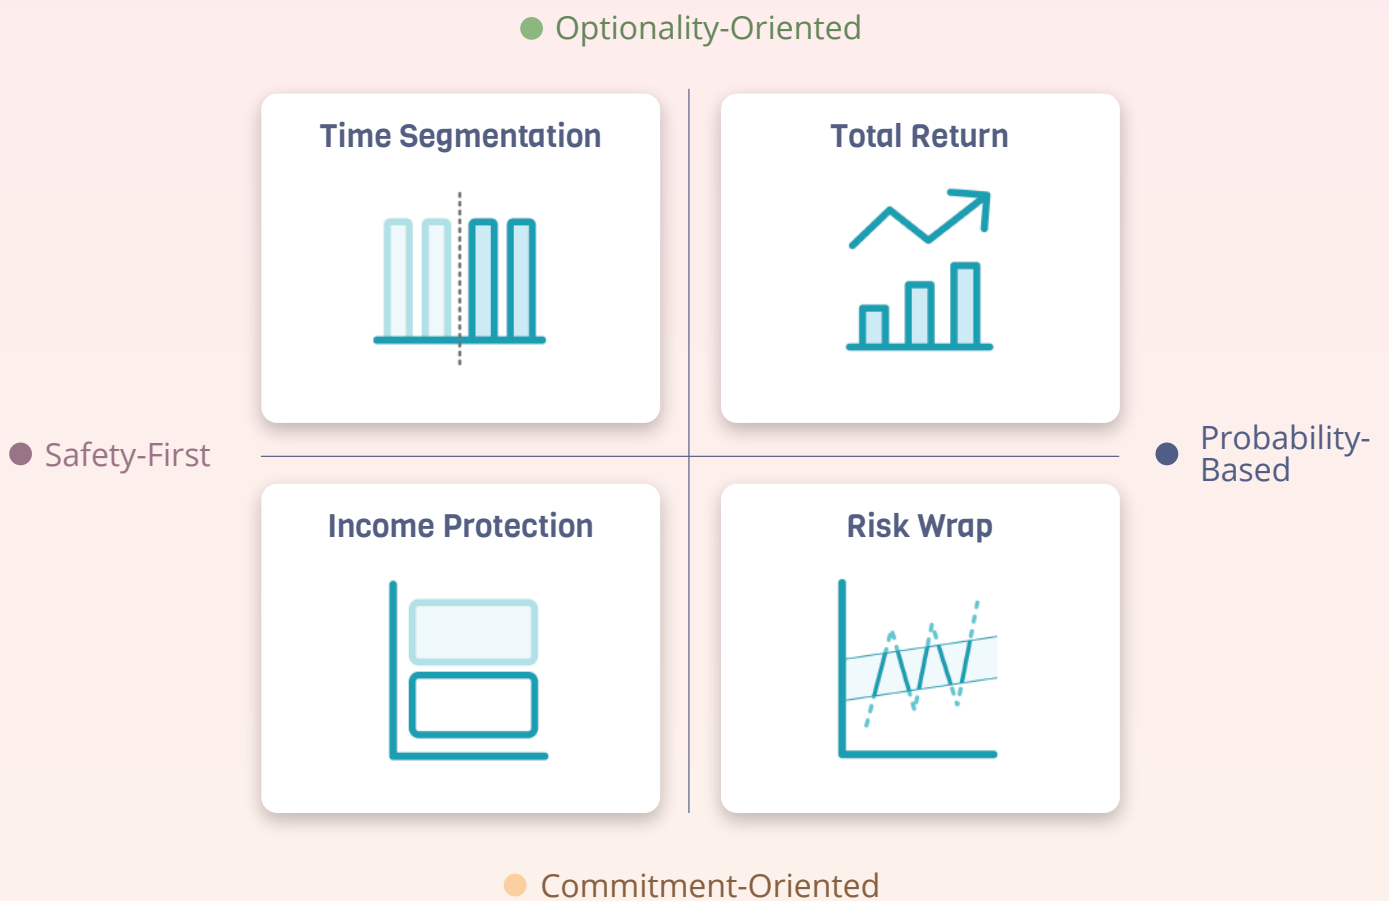 Optionality-Oriented
Time Segmentation
Total Return
Safety-First
Probability-
Based
Income Protection
Risk Wrap
Commitment-Oriented